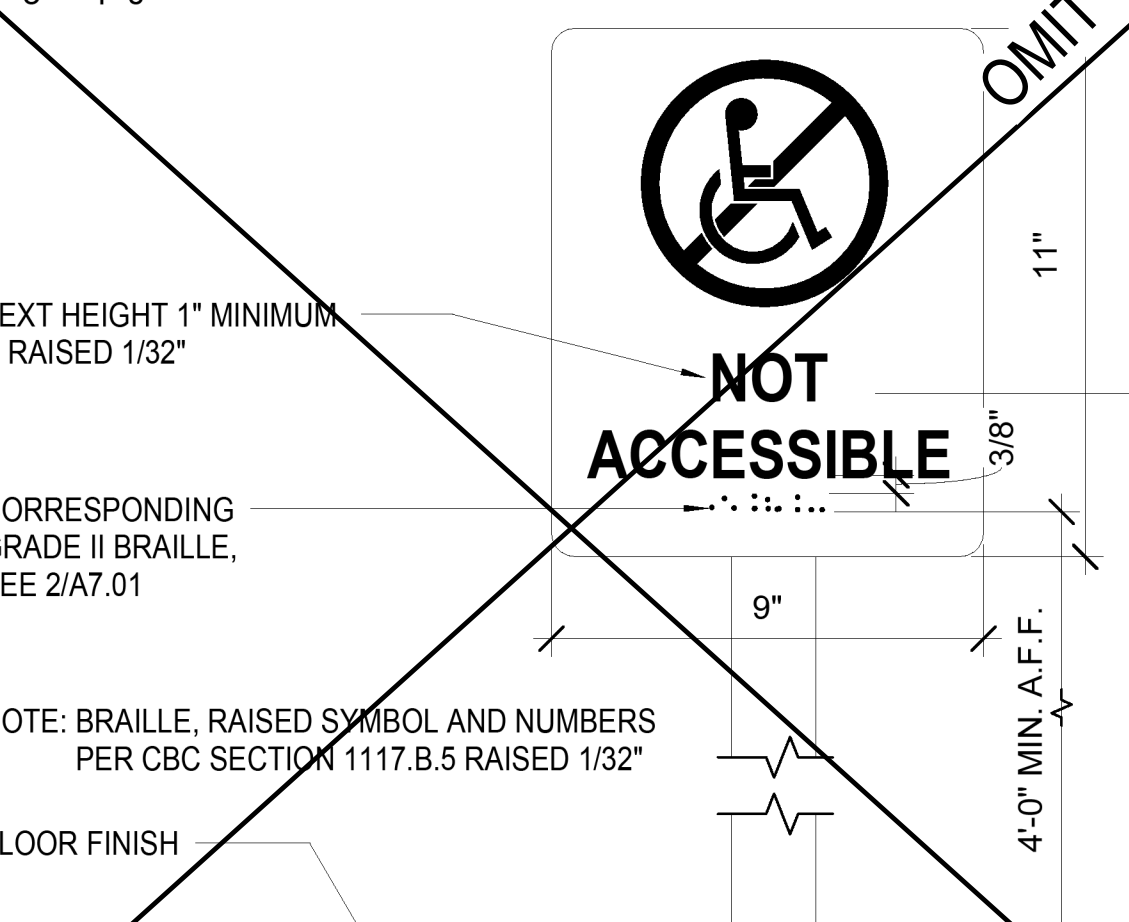 OMIT
11"
EXT HEIGHT 1" MINIMUM
RAISED 1/32"
NOT
ACCESSIBLE
3/8"
ORRESPONDING
GRADE II BRAILLE,
EE 2/A7.01
9"
4'-0" MIN. A.F.F.
OTE: BRAILLE, RAISED SYMBOL AND NUMBERS
PER CBC SECTION 1117.B.5 RAISED 1/32"
LOOR FINISH